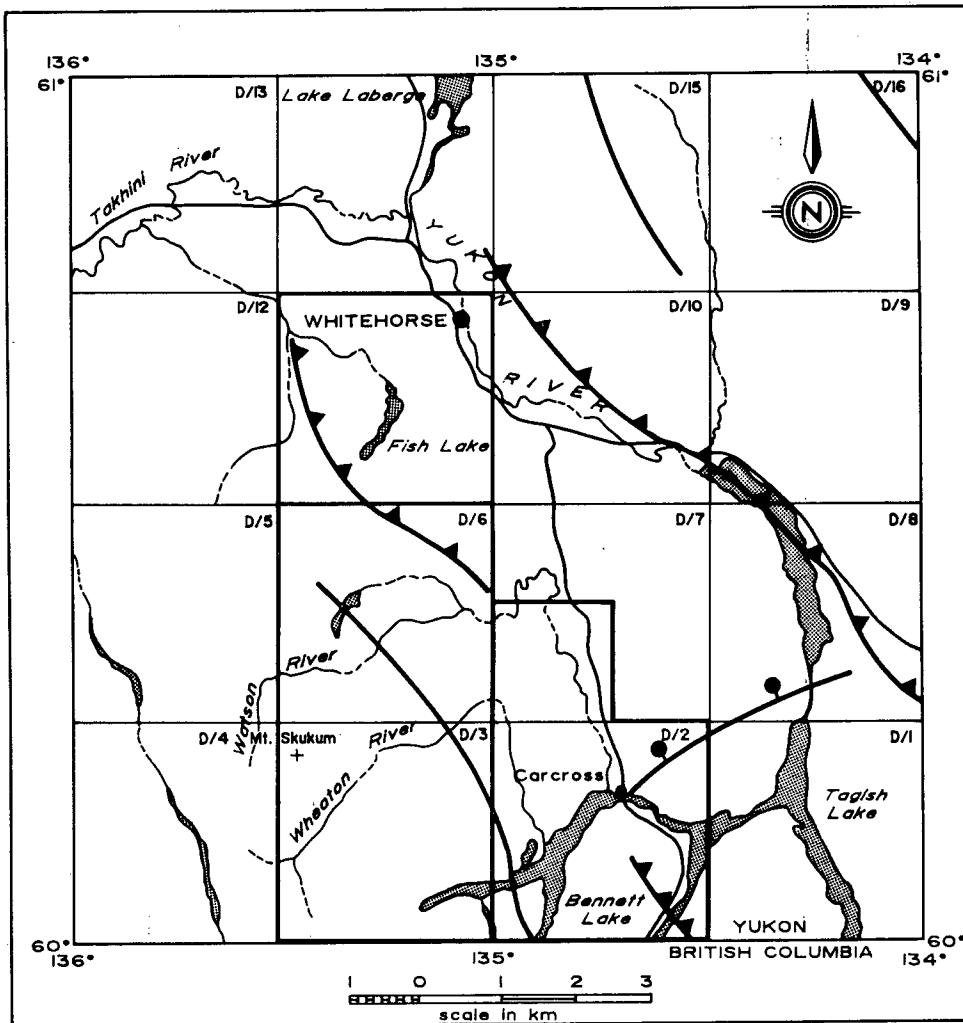 136°
135°
134°
61°
61°
D/13
Lake Laberge
D/15
D/16
Takhini River
YUKON
N
D/12
D/10
D/9
WHITEHORSE
RIVER
Fish Lake
D/5
D/6
D/7
D/8
Watson River
D/4
Mt. Skukum
D/3
D/2
D/1
Wheaton River
Carcross
Tagish Lake
Bennett Lake
YUKON
60°
60°
BRITISH COLUMBIA
136°
135°
134°
1 0 1 2 3
scale in km